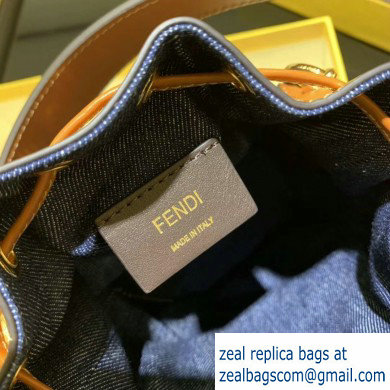 FENDI
MADE IN ITALY
zeal replica bags at
zealbagscom@gmail.com